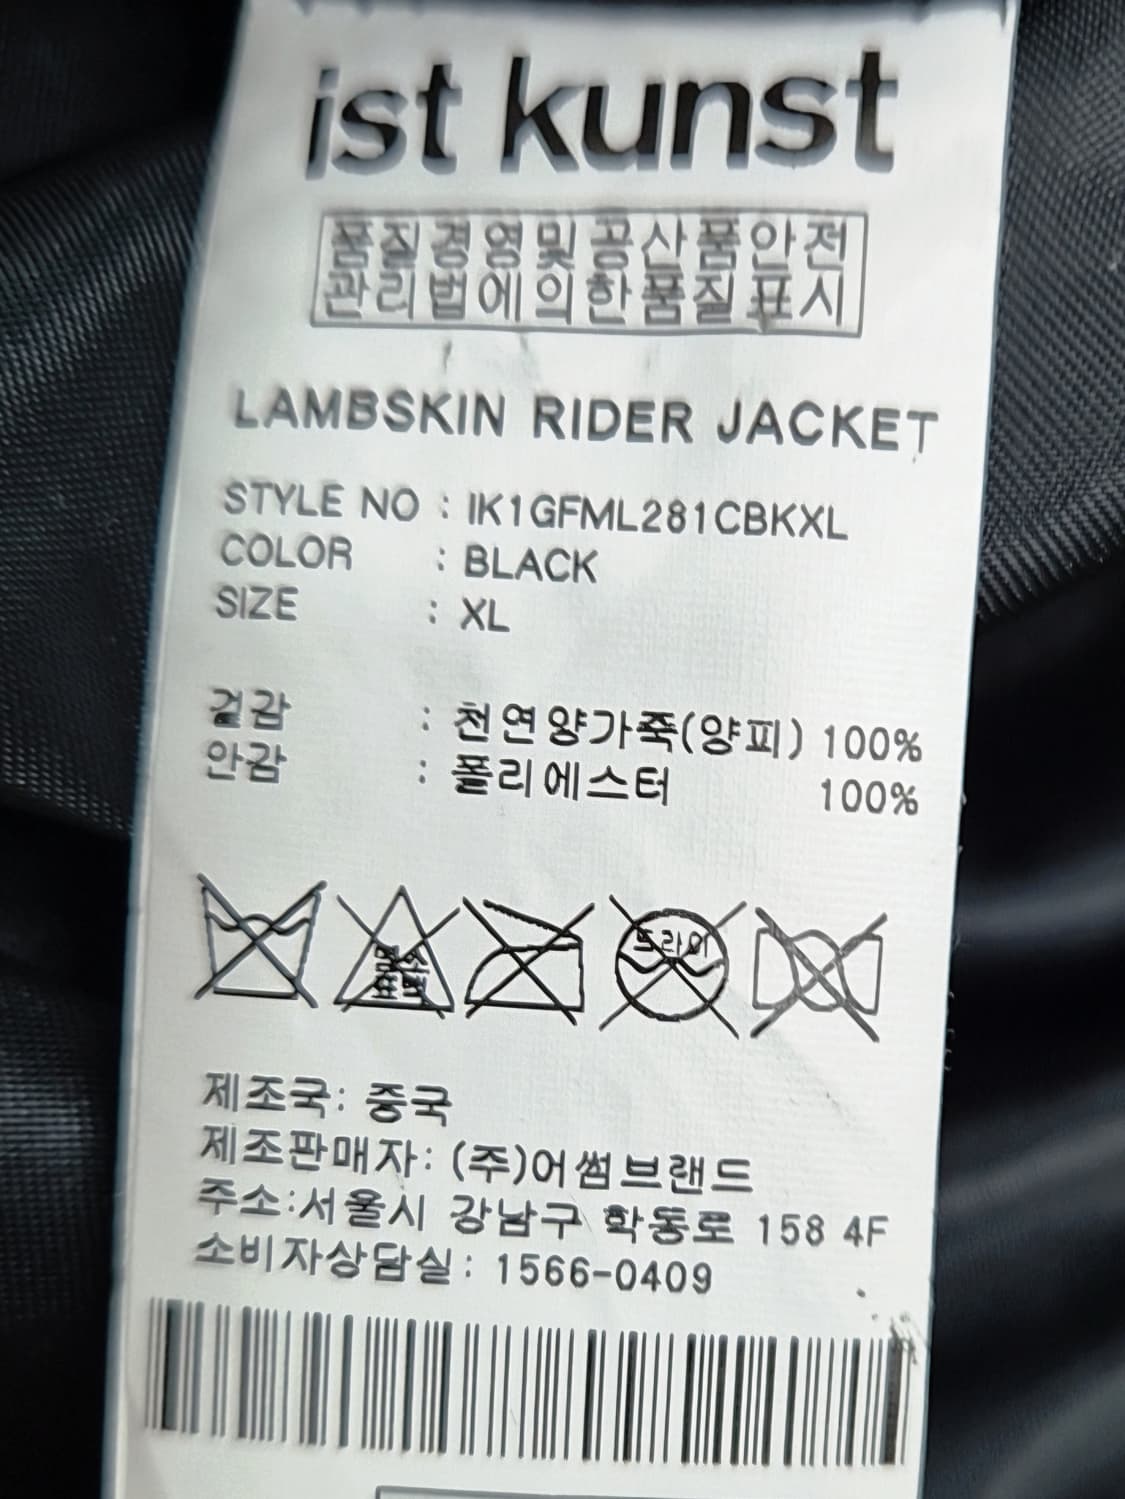 ist kunst
품질경영및공산품안전
관리법에의한품질표시
LAMBSKIN RIDER JACKET
STYLE NO : IK1GFML281CBKXL
COLOR : BLACK
SIZE : XL
겉감 : 천연양가죽(양피) 100%
안감 : 폴리에스터 100%
드라이
제조국: 중국
제조판매자: (주)어썸브랜드
주소:서울시 강남구 학동로 158 4F
소비자상담실: 1566-0409